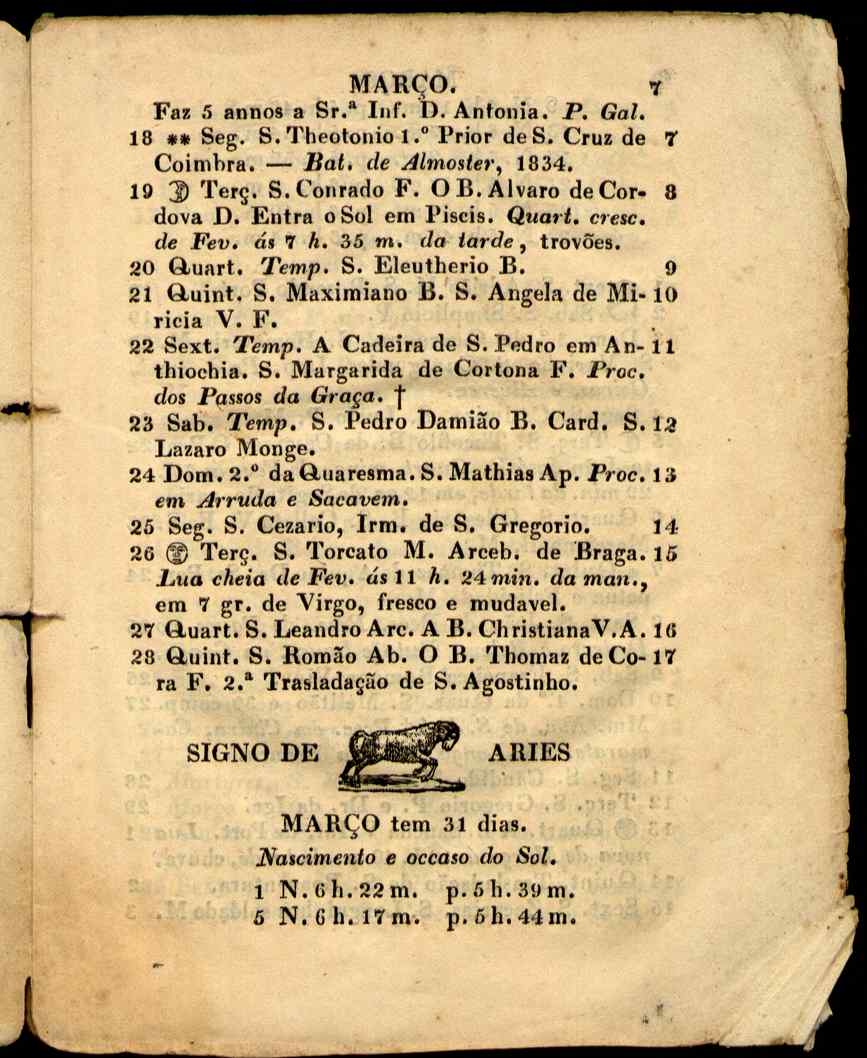 MARÇO. 7
Faz 5 annos a Sr.ª Inf. D. Antonia. P. Gal.
18 ** Seg. S. Theotonio 1.º Prior de S. Cruz de 7
Coimbra. — Bat. de Almoster, 1834.
19 Terç. S. Conrado F. O B. Alvaro de Cor- 8
dova D. Entra o Sol em Piscis. Quart. cresc.
de Fev. ás 7 h. 35 m. da tarde, trovões.
20 Quart. Temp. S. Eleutherio B. 9
21 Quint. S. Maximiano B. S. Angela de Mi- 10
ricia V. F.
22 Sext. Temp. A Cadeira de S. Pedro em An- 11
thiochia. S. Margarida de Cortona F. Proc.
dos Passos da Graça. †
23 Sab. Temp. S. Pedro Damião B. Card. S. 12
Lazaro Monge.
24 Dom. 2.º da Quaresma. S. Mathias Ap. Proc. 13
em Arruda e Sacavem.
25 Seg. S. Cezario, Irm. de S. Gregorio. 14
26 Terç. S. Torcato M. Arceb. de Braga. 15
Lua cheia de Fev. ás 11 h. 24 min. da man.,
em 7 gr. de Virgo, fresco e mudavel.
27 Quart. S. Leandro Arc. A B. Christiana V. A. 16
28 Quint. S. Romão Ab. O B. Thomaz de Co- 17
ra F. 2.ª Trasladação de S. Agostinho.
SIGNO DE ARIES
MARÇO tem 31 dias.
Nascimento e occaso do Sol.
1 N. 6 h. 22 m. p. 5 h. 39 m.
5 N. 6 h. 17 m. p. 5 h. 44 m.